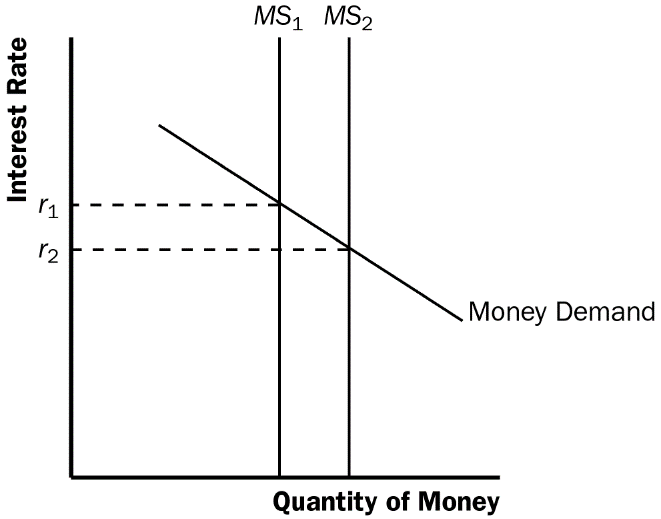 MS1 MS2
Interest Rate
r1
r2
Money Demand
Quantity of Money